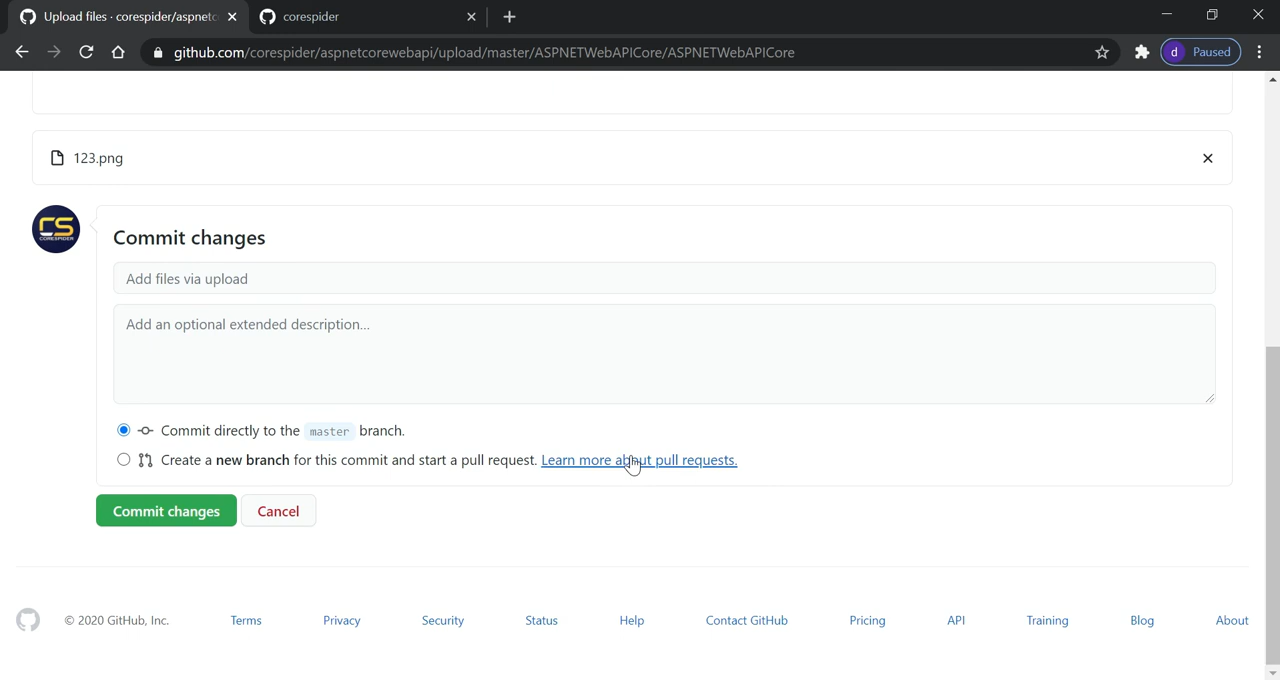 Upload files · corespider/aspnetc
corespider
github.com/corespider/aspnetcorewebapi/upload/master/ASPNETWebAPICore/ASPNETWebAPICore
d Paused
123.png
CS
CORESPIDER
Commit changes
Add files via upload
Add an optional extended description...
Commit directly to the master branch.
Create a new branch for this commit and start a pull request. Learn more about pull requests.
Commit changes Cancel
© 2020 GitHub, Inc. Terms Privacy Security Status Help Contact GitHub Pricing API Training Blog About